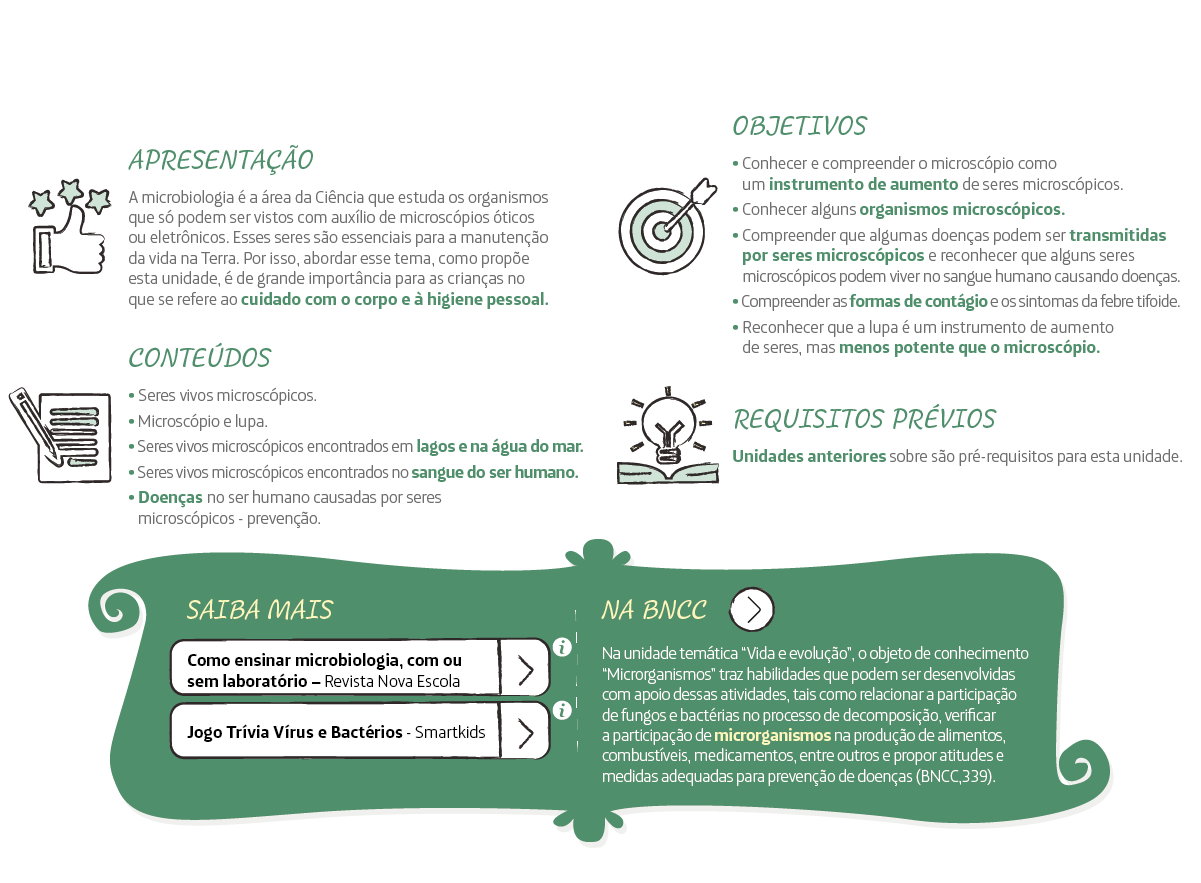 APRESENTAÇÃO
A microbiologia é a área da Ciência que estuda os organismos
que só podem ser vistos com auxílio de microscópios óticos
ou eletrônicos. Esses seres são essenciais para a manutenção
da vida na Terra. Por isso, abordar esse tema, como propõe
esta unidade, é de grande importância para as crianças no
que se refere ao cuidado com o corpo e à higiene pessoal.
CONTEÚDOS
• Seres vivos microscópicos.
• Microscópio e lupa.
• Seres vivos microscópicos encontrados em lagos e na água do mar.
• Seres vivos microscópicos encontrados no sangue do ser humano.
• Doenças no ser humano causadas por seres
microscópicos - prevenção.
OBJETIVOS
• Conhecer e compreender o microscópio como
um instrumento de aumento de seres microscópicos.
• Conhecer alguns organismos microscópicos.
• Compreender que algumas doenças podem ser transmitidas
por seres microscópicos e reconhecer que alguns seres
microscópicos podem viver no sangue humano causando doenças.
• Compreender as formas de contágio e os sintomas da febre tifoide.
• Reconhecer que a lupa é um instrumento de aumento
de seres, mas menos potente que o microscópio.
REQUISITOS PRÉVIOS
Unidades anteriores sobre são pré-requisitos para esta unidade.
SAIBA MAIS
Como ensinar microbiologia, com ou
sem laboratório – Revista Nova Escola
i
Jogo Trívia Vírus e Bactérios - Smartkids
i
NA BNCC
Na unidade temática “Vida e evolução”, o objeto de conhecimento
“Microrganismos” traz habilidades que podem ser desenvolvidas
com apoio dessas atividades, tais como relacionar a participação
de fungos e bactérias no processo de decomposição, verificar
a participação de microrganismos na produção de alimentos,
combustíveis, medicamentos, entre outros e propor atitudes e
medidas adequadas para prevenção de doenças (BNCC,339).